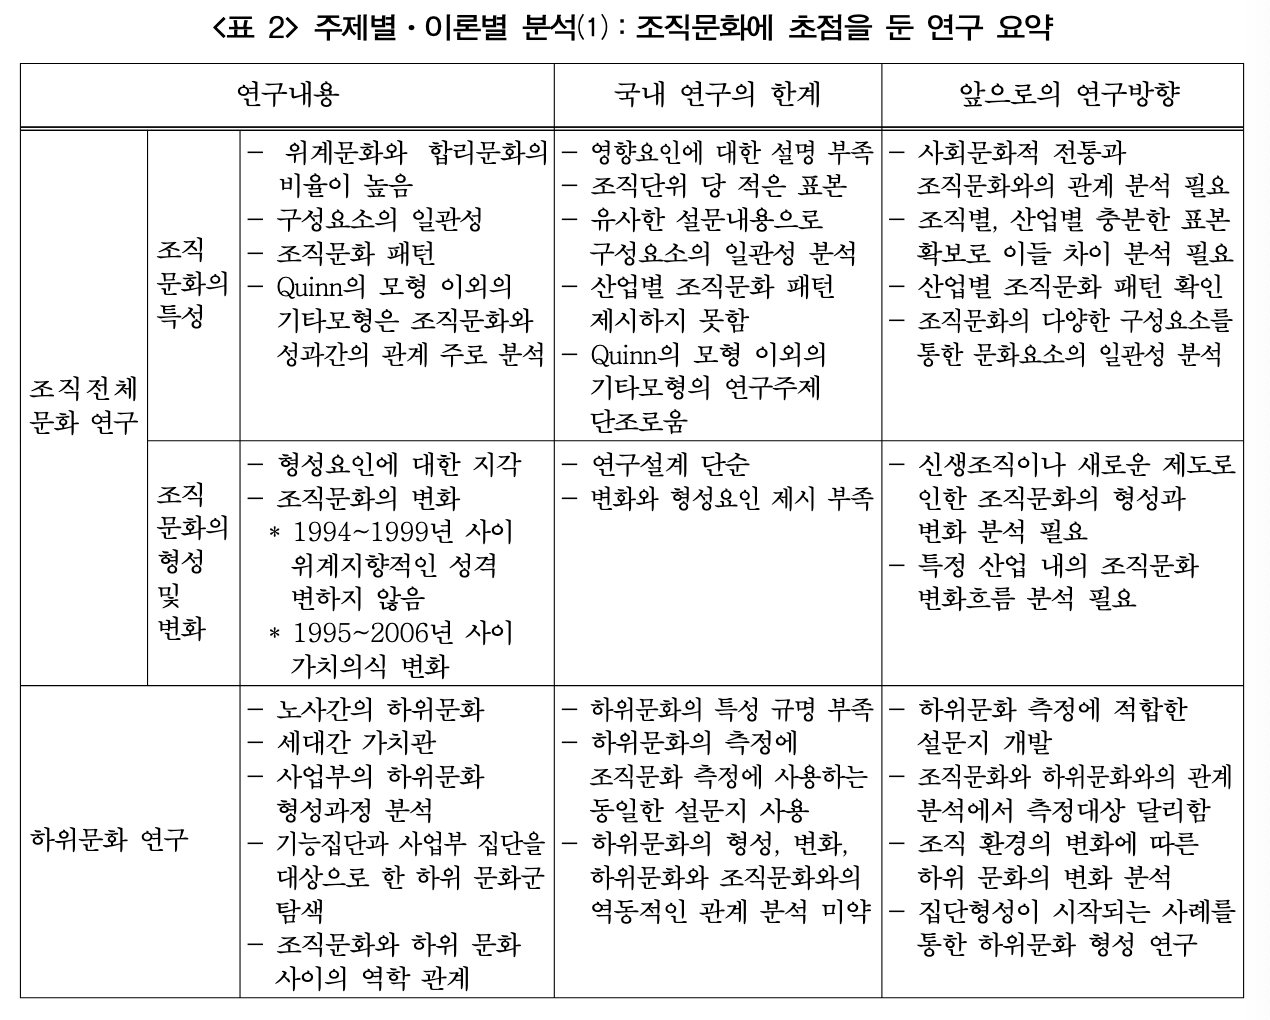 <표 2> 주제별·이론별 분석(1) : 조직문화에 초점을 둔 연구 요약
연구내용
국내 연구의 한계
앞으로의 연구방향
조직전체
문화 연구
조직
문화의
특성
- 위계문화와 합리문화의
비율이 높음
- 구성요소의 일관성
- 조직문화 패턴
- Quinn의 모형 이외의
기타모형은 조직문화와
성과간의 관계 주로 분석
- 영향요인에 대한 설명 부족
- 조직단위 당 적은 표본
- 유사한 설문내용으로
구성요소의 일관성 분석
- 산업별 조직문화 패턴
제시하지 못함
- Quinn의 모형 이외의
기타모형의 연구주제
단조로움
- 사회문화적 전통과
조직문화와의 관계 분석 필요
- 조직별, 산업별 충분한 표본
확보로 이들 차이 분석 필요
- 산업별 조직문화 패턴 확인
- 조직문화의 다양한 구성요소를
통한 문화요소의 일관성 분석
조직
문화의
형성
및
변화
- 형성요인에 대한 지각
- 조직문화의 변화
* 1994~1999년 사이
위계지향적인 성격
변하지 않음
* 1995~2006년 사이
가치의식 변화
- 연구설계 단순
- 변화와 형성요인 제시 부족
- 신생조직이나 새로운 제도로
인한 조직문화의 형성과
변화 분석 필요
- 특정 산업 내의 조직문화
변화흐름 분석 필요
하위문화 연구
- 노사간의 하위문화
- 세대간 가치관
- 사업부의 하위문화
형성과정 분석
- 기능집단과 사업부 집단을
대상으로 한 하위 문화군
탐색
- 조직문화와 하위 문화
사이의 역학 관계
- 하위문화의 특성 규명 부족
- 하위문화의 측정에
조직문화 측정에 사용하는
동일한 설문지 사용
- 하위문화의 형성, 변화,
하위문화와 조직문화와의
역동적인 관계 분석 미약
- 하위문화 측정에 적합한
설문지 개발
- 조직문화와 하위문화와의 관계
분석에서 측정대상 달리함
- 조직 환경의 변화에 따른
하위 문화의 변화 분석
- 집단형성이 시작되는 사례를
통한 하위문화 형성 연구